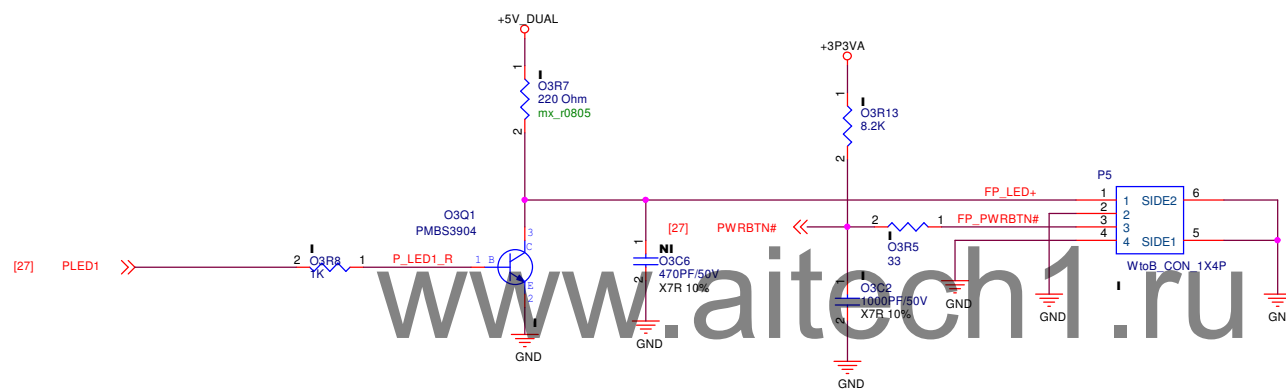 +5V_DUAL
1
I
O3R7
220 Ohm
mx_r0805
2
+3P3VA
1
I
O3R13
8.2K
2
P5
FP_LED+
1
2
3
4
1
2
3
4
SIDE2
SIDE1
6
5
WtoB_CON_1X4P
I
[27] PWRBTN#
2
1
FP_PWRBTN#
I
O3R5
33
O3Q1
PMBS3904
3
C
1 B
E
2
I
[27] PLED1
2
I
O3R8
1K
1
P_LED1_R
1
NI
O3C6
470PF/50V
X7R 10%
2
I
O3C2
1000PF/50V
X7R 10%
1
2
GND
GND
GND
GND
GND
GN
www.aitech1.ru